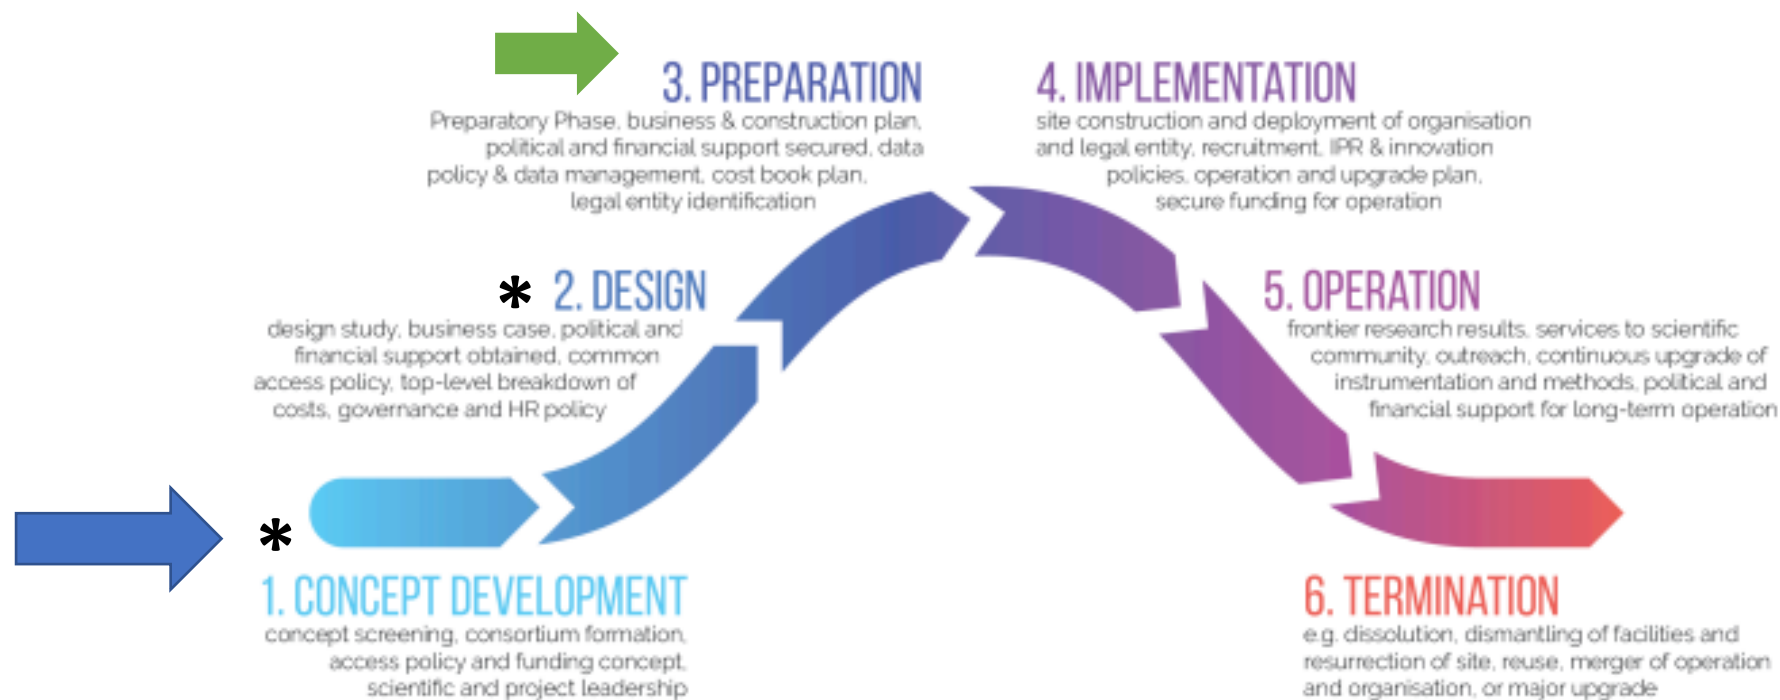 3. PREPARATION
Preparatory Phase, business & construction plan,
political and financial support secured, data
policy & data management, cost book plan,
legal entity identification
4. IMPLEMENTATION
site construction and deployment of organisation
and legal entity, recruitment, IPR & innovation
policies, operation and upgrade plan,
secure funding for operation
* 2. DESIGN
design study, business case, political and
financial support obtained, common
access policy, top-level breakdown of
costs, governance and HR policy
5. OPERATION
frontier research results, services to scientific
community, outreach, continuous upgrade of
instrumentation and methods, political and
financial support for long-term operation
*
1. CONCEPT DEVELOPMENT
concept screening, consortium formation,
access policy and funding concept,
scientific and project leadership
6. TERMINATION
e.g. dissolution, dismantling of facilities and
resurrection of site, reuse, merger of operation
and organisation, or major upgrade